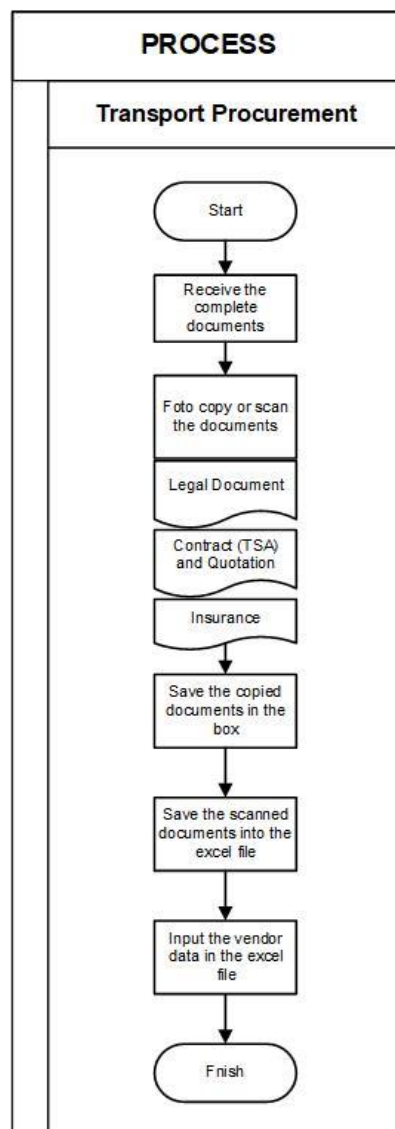 PROCESS
Transport Procurement
Start
Receive the
complete
documents
Foto copy or scan
the documents
Legal Document
Contract (TSA)
and Quotation
Insurance
Save the copied
documents in the
box
Save the scanned
documents into the
excel file
Input the vendor
data in the excel
file
Fnish